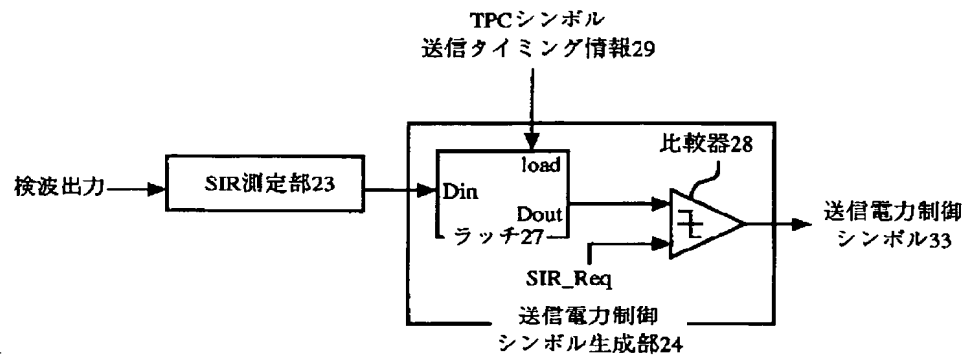 TPCシンボル
送信タイミング情報29
比較器28
load
検波出力
SIR測定部23
Din
Dout
ラッチ27
送信電力制御
シンボル33
SIR_Req
送信電力制御
シンボル生成部24